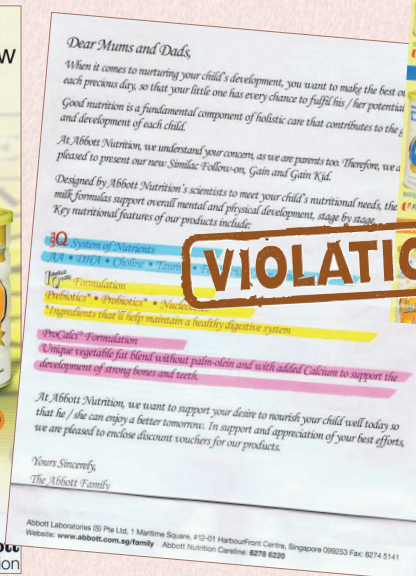 Dear Mums and Dads,
When it comes to nurturing your child's development, you want to make the best
each precious day, so that your little one has every chance to fulfil his / her potential
Good nutrition is a fundamental component of holistic care that contributes to the
and development of each child.
At Abbott Nutrition, we understand your concern, as we are parents too. Therefore, we
pleased to present our new Similac Follow-on, Gain and Gain Kid.
Designed by Abbott Nutrition's scientists to meet your child's nutritional needs, the
milk formulas support overall mental and physical development, stage by stage.
Key nutritional features of our products include:
IQ System of Nutrients
AA • DHA • Choline • Taurin
Formulation
Prebiotics* • Probiotics* • Nucleo
*Ingredients that'll help maintain a healthy digestive system
ProCalci* Formulation
Unique vegetable fat blend without palm-olein and with added Calcium to support the
development of strong bones and teeth.
VIOLATIO
At Abbott Nutrition, we want to support your desire to nourish your child well today so
that he / she can enjoy a better tomorrow. In support and appreciation of your best efforts,
we are pleased to enclose discount vouchers for our products.
Yours Sincerely,
The Abbott Family
Abbott Laboratories (S) Pte Ltd, 1 Maritime Square, #12-01 HarbourFront Centre, Singapore 099253 Fax: 6274 5141
Website: www.abbott.com.sg/family Abbott Nutrition Careline: 6278 6220